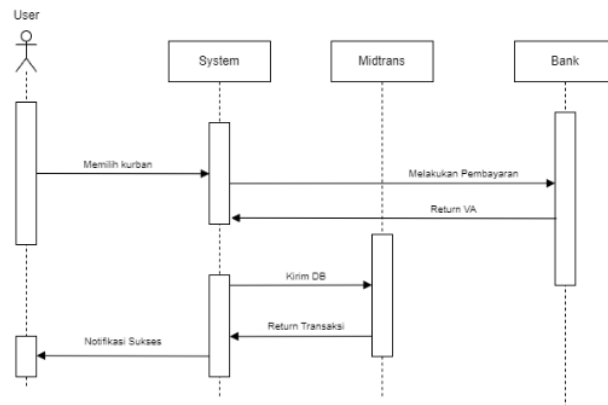 User
System
Midtrans
Bank
Memilih kurban
Melakukan Pembayaran
Return VA
Kirim DB
Return Transaksi
Notifikasi Sukses